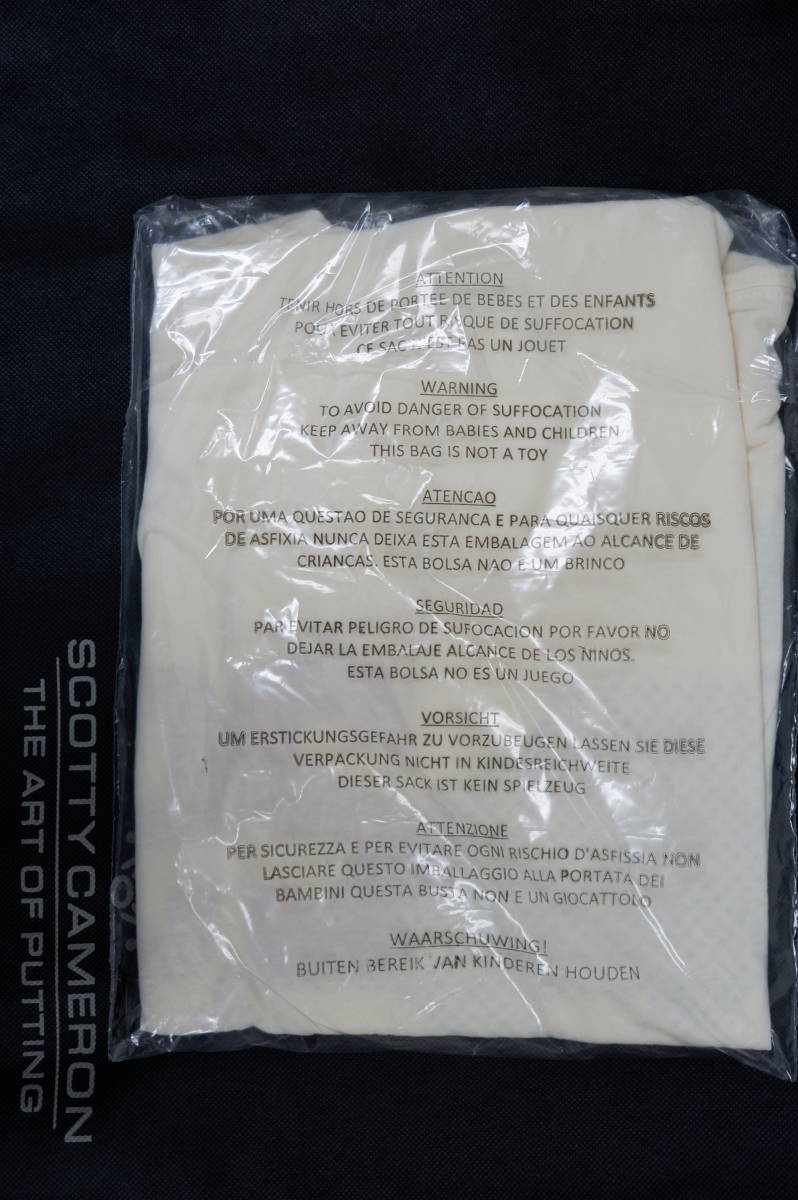 ATTENTION
TENIR HORS DE PORTEE DE BEBES ET DES ENFANTS
POUR EVITER TOUT RISQUE DE SUFFOCATION
CE SAC N'EST PAS UN JOUET
WARNING
TO AVOID DANGER OF SUFFOCATION
KEEP AWAY FROM BABIES AND CHILDREN
THIS BAG IS NOT A TOY
ATENCAO
POR UMA QUESTAO DE SEGURANCA E PARA QUAISQUER RISCOS
DE ASFIXIA NUNCA DEIXA ESTA EMBALAGEM AO ALCANCE DE
CRIANCAS. ESTA BOLSA NAO E UM BRINCO
SEGURIDAD
PAR EVITAR PELIGRO DE SUFOCACION POR FAVOR NO
DEJAR LA EMBALAJE ALCANCE DE LOS NINOS.
ESTA BOLSA NO ES UN JUEGO
VORSICHT
UM ERSTICKUNGSGEFAHR ZU VORZUBEUGEN LASSEN SIE DIESE
VERPACKUNG NICHT IN KINDESREICHWEITE
DIESER SACK IST KEIN SPIELZEUG
ATTENZIONE
PER SICUREZZA E PER EVITARE OGNI RISCHIO D'ASFISSIA NON
LASCIARE QUESTO IMBALLAGGIO ALLA PORTATA DEI
BAMBINI QUESTA BUSTA NON E UN GIOCATTOLO
WAARSCHUWING!
BUITEN BEREIK VAN KINDEREN HOUDEN
SCOTTY CAMERON
THE ART OF PUTTING